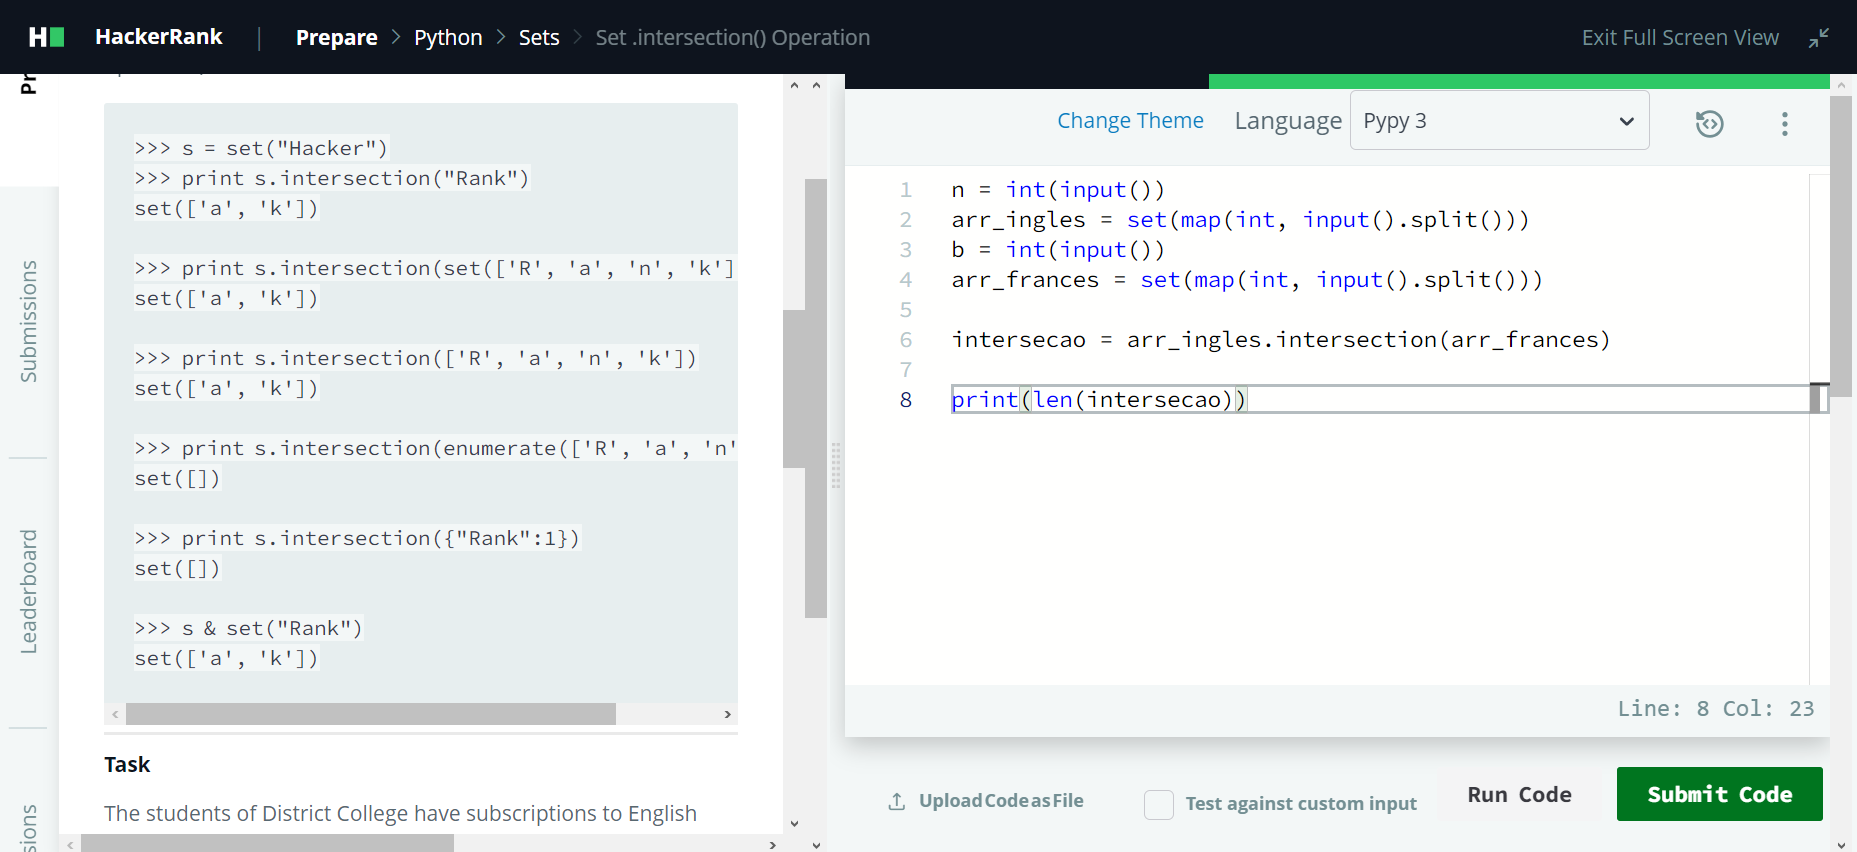 HackerRank | Prepare > Python > Sets > Set .intersection() Operation
Exit Full Screen View
Pr
Submissions
Leaderboard
sions
>>> s = set("Hacker")
>>> print s.intersection("Rank")
set(['a', 'k'])
>>> print s.intersection(set(['R', 'a', 'n', 'k']
set(['a', 'k'])
>>> print s.intersection(['R', 'a', 'n', 'k'])
set(['a', 'k'])
>>> print s.intersection(enumerate(['R', 'a', 'n'
set([])
>>> print s.intersection({"Rank":1})
set([])
>>> s & set("Rank")
set(['a', 'k'])
Task
The students of District College have subscriptions to English
Change Theme Language Pypy 3
1 n = int(input())
2 arr_ingles = set(map(int, input().split()))
3 b = int(input())
4 arr_frances = set(map(int, input().split()))
5
6 intersecao = arr_ingles.intersection(arr_frances)
7
8 print(len(intersecao))
Line: 8 Col: 23
Upload Code as File
Test against custom input
Run Code
Submit Code